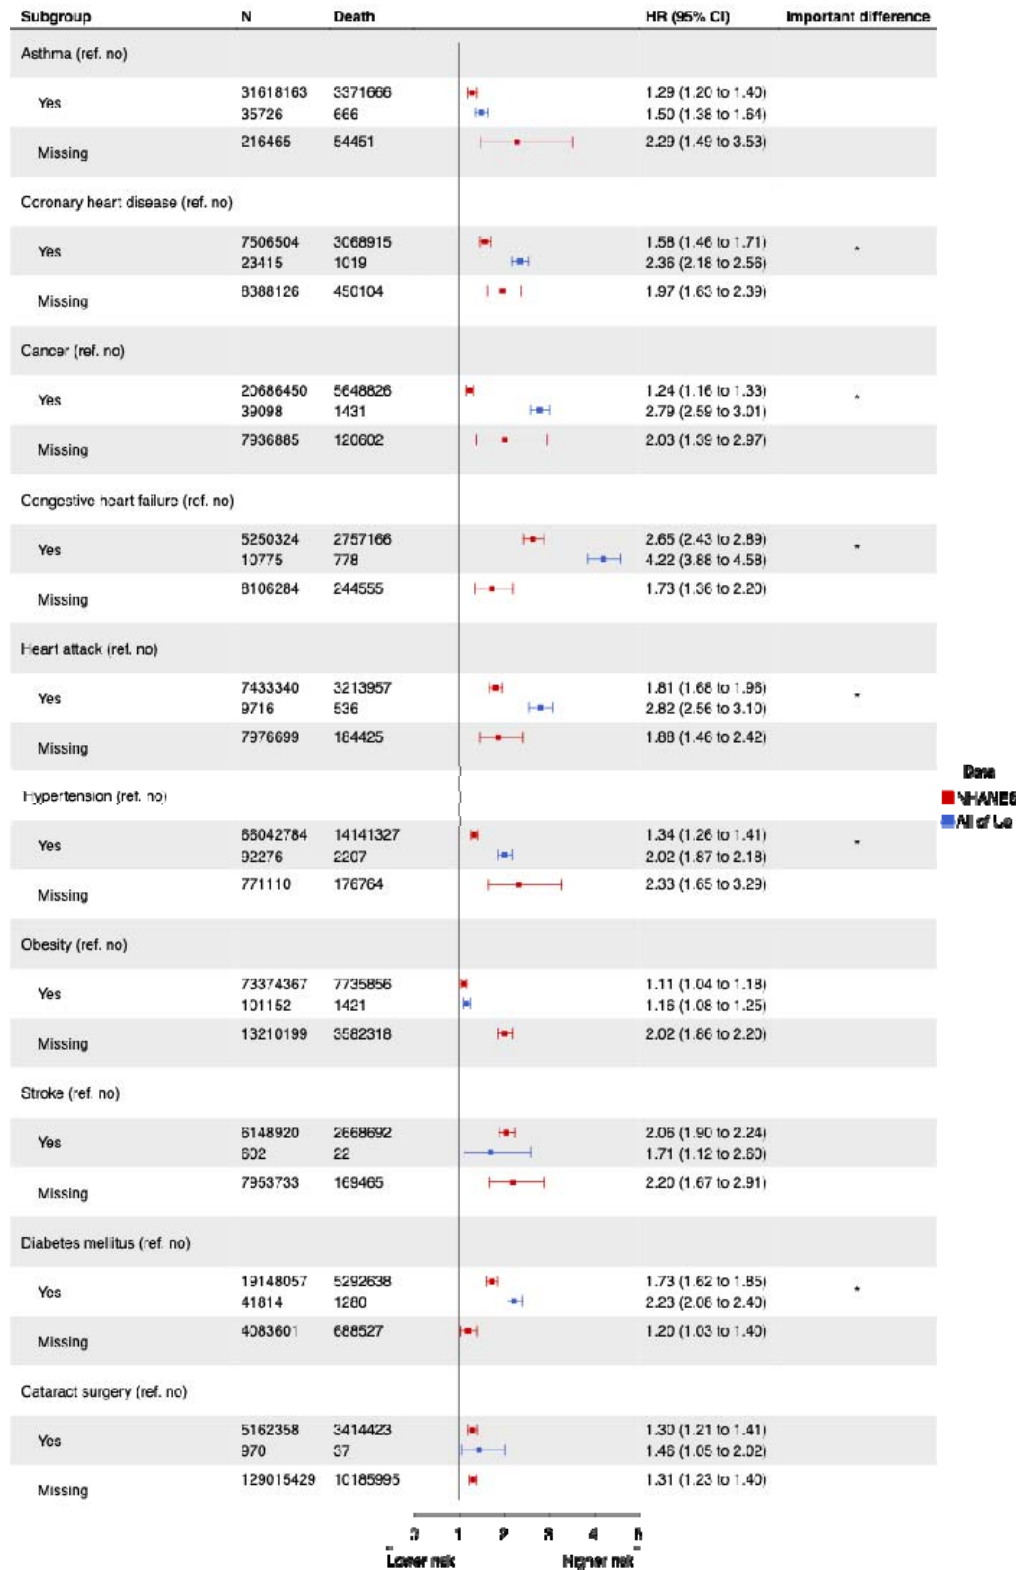 Subgroup N Death HR (95% CI) Important difference
Asthma (ref. no)
Yes 31618163 3371666 1.29 (1.20 to 1.40)
35726 666 1.50 (1.38 to 1.64)
Missing 216465 54451 2.29 (1.49 to 3.53)
Coronary heart disease (ref. no)
Yes 7506504 3068915 1.58 (1.46 to 1.71) *
23415 1019 2.36 (2.18 to 2.56)
Missing 8388126 450104 1.97 (1.63 to 2.39)
Cancer (ref. no)
Yes 20686450 5648826 1.24 (1.16 to 1.33) *
39098 1431 2.79 (2.59 to 3.01)
Missing 7936885 120602 2.03 (1.39 to 2.97)
Congestive heart failure (ref. no)
Yes 5250324 2757166 2.65 (2.43 to 2.89) *
10775 778 4.22 (3.88 to 4.58)
Missing 8106284 244555 1.73 (1.36 to 2.20)
Heart attack (ref. no)
Yes 7433340 3213957 1.81 (1.68 to 1.96) *
9716 536 2.82 (2.56 to 3.10)
Missing 7976699 184425 1.88 (1.46 to 2.42)
Hypertension (ref. no)
Yes 66042784 14141327 1.34 (1.26 to 1.41) *
92276 2207 2.02 (1.87 to 2.18)
Missing 771110 176764 2.33 (1.65 to 3.29)
Obesity (ref. no)
Yes 73374367 7735856 1.11 (1.04 to 1.18)
101152 1421 1.16 (1.08 to 1.25)
Missing 13210199 3582318 2.02 (1.86 to 2.20)
Stroke (ref. no)
Yes 6148920 2668692 2.06 (1.90 to 2.24)
602 22 1.71 (1.12 to 2.60)
Missing 7953733 169465 2.20 (1.67 to 2.91)
Diabetes mellitus (ref. no)
Yes 19148057 5292638 1.73 (1.62 to 1.85) *
41814 1280 2.23 (2.06 to 2.40)
Missing 4083601 688527 1.20 (1.03 to 1.40)
Cataract surgery (ref. no)
Yes 5162358 3414423 1.30 (1.21 to 1.41)
970 37 1.46 (1.05 to 2.02)
Missing 129015429 10185995 1.31 (1.23 to 1.40)
0 1 2 3 4 5
Lower risk Higher risk
Data
NHANES
All of Us